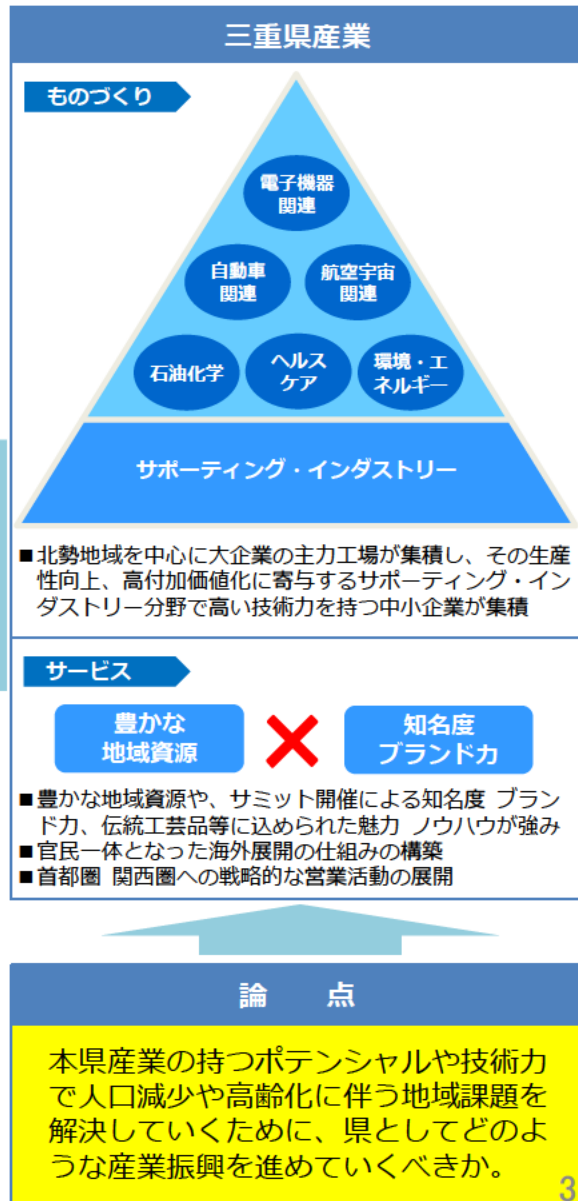 三重県産業
ものづくり
電子機器
関連
自動車
関連
航空宇宙
関連
石油化学
ヘルス
ケア
環境・エ
ネルギー
サポーティング・インダストリー
■北勢地域を中心に大企業の主力工場が集積し、その生産
性向上、高付加価値化に寄与するサポーティング・イン
ダストリー分野で高い技術力を持つ中小企業が集積
サービス
豊かな
地域資源
知名度
ブランド力
■豊かな地域資源や、サミット開催による知名度 ブラン
ド力、伝統工芸品等に込められた魅力 ノウハウが強み
■官民一体となった海外展開の仕組みの構築
■首都圏 関西圏への戦略的な営業活動の展開
論 点
本県産業の持つポテンシャルや技術力
で人口減少や高齢化に伴う地域課題を
解決していくために、県としてどのよ
うな産業振興を進めていくべきか。
3